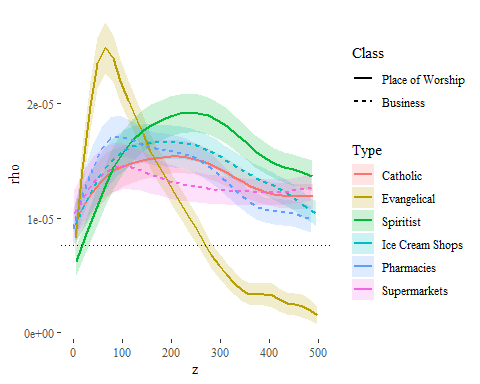 rho
2e-05
1e-05
0e+00
0 100 200 300 400 500
z
Class
Place of Worship
Business
Type
Catholic
Evangelical
Spiritist
Ice Cream Shops
Pharmacies
Supermarkets